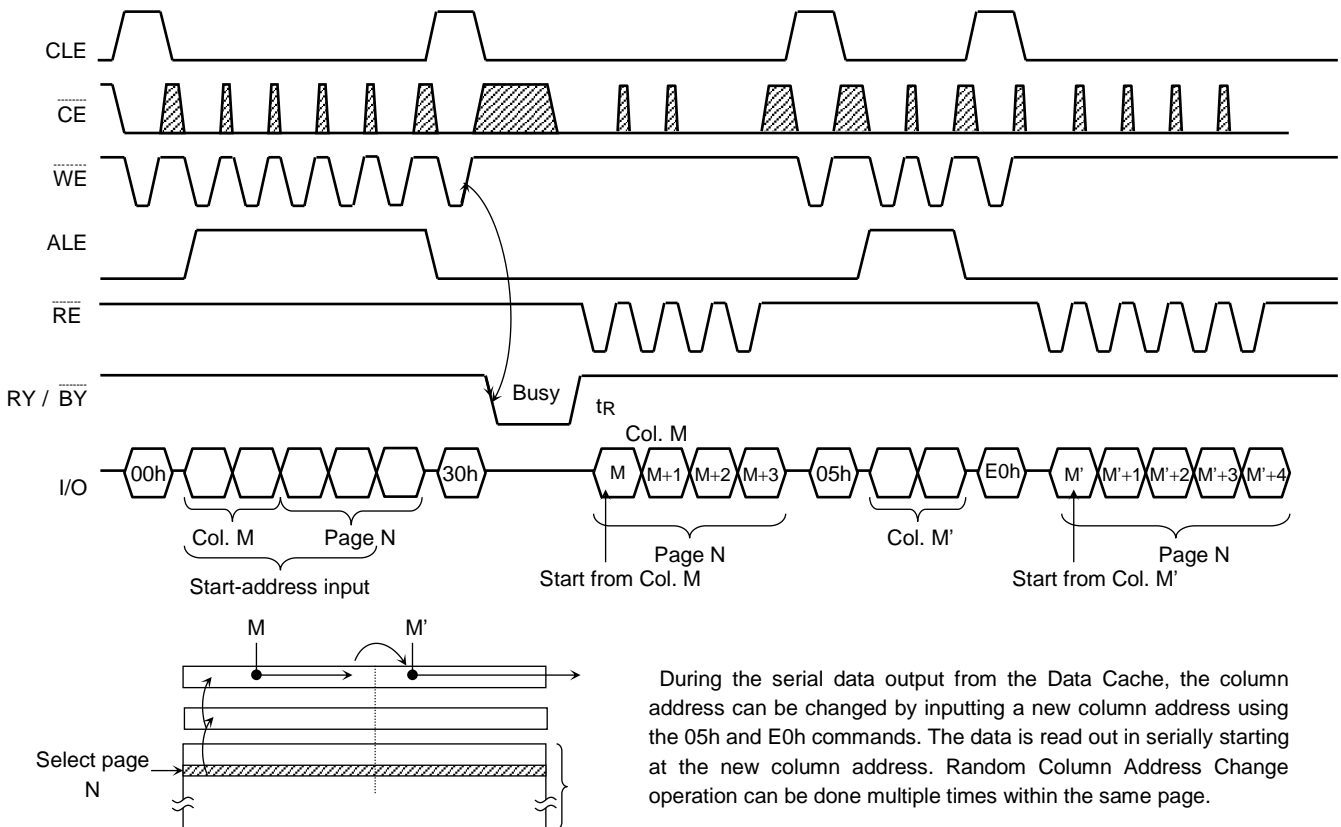 CLE
CE
WE
ALE
RE
RY / BY
Busy
tR
Col. M
I/O
00h
30h
M
M+1
M+2
M+3
05h
E0h
M'
M'+1
M'+2
M'+3
M'+4
Col. M
Page N
Start-address input
Page N
Start from Col. M
Col. M’
Page N
Start from Col. M’
M
M'
Select page
N
During the serial data output from the Data Cache, the column
address can be changed by inputting a new column address using
the 05h and E0h commands. The data is read out in serially starting
at the new column address. Random Column Address Change
operation can be done multiple times within the same page.